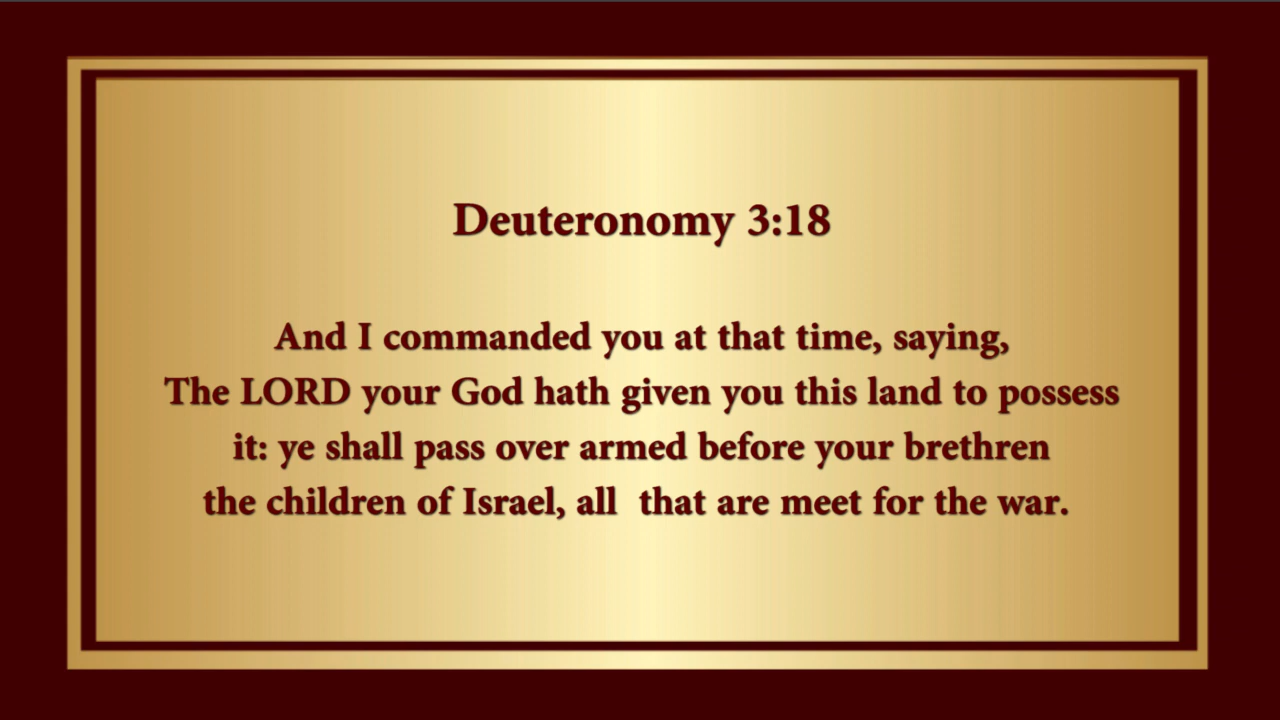 Deuteronomy 3:18
And I commanded you at that time, saying,
The LORD your God hath given you this land to possess
it: ye shall pass over armed before your brethren
the children of Israel, all  that are meet for the war.